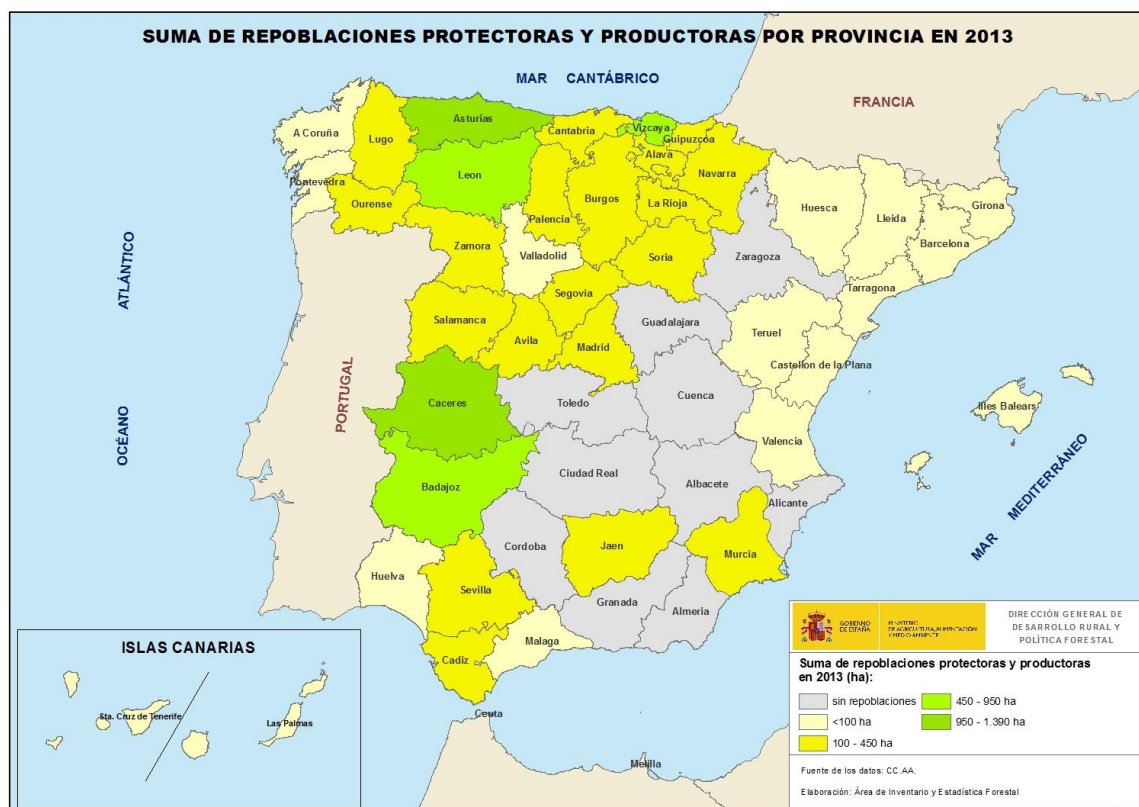 SUMA DE REPOBLACIONES PROTECTORAS Y PRODUCTORAS POR PROVINCIA EN 2013
MAR CANTÁBRICO
FRANCIA
A Coruña
Lugo
Asturias
Cantabria
Vizcaya
Guipuzcoa
Alava
Navarra
Pontevedra
Ourense
Leon
Palencia
Burgos
La Rioja
Huesca
Lleida
Girona
Barcelona
Zamora
Valladolid
Soria
Zaragoza
Tarragona
Segovia
Salamanca
Avila
Madrid
Guadalajara
Teruel
Castellon de la Plana
ATLÁNTICO
OCÉANO
PORTUGAL
Caceres
Toledo
Cuenca
Valencia
Illes Balears
MAR MEDITERRÁNEO
Badajoz
Ciudad Real
Albacete
Alicante
Huelva
Sevilla
Cordoba
Jaen
Murcia
Granada
Almeria
Cadiz
Malaga
Ceuta
Melilla
ISLAS CANARIAS
Sta. Cruz de Tenerife
Las Palmas
GOBIERNO
DE ESPAÑA
MINISTERIO
DE AGRICULTURA, ALIMENTACIÓN
Y MEDIO AMBIENTE
DIRECCIÓN GENERAL DE
DESARROLLO RURAL Y
POLÍTICA FORESTAL
Suma de repoblaciones protectoras y productoras
en 2013 (ha):
sin repoblaciones
<100 ha
100 - 450 ha
450 - 950 ha
950 - 1.390 ha
Fuente de los datos: CC.AA.
Elaboración: Área de Inventario y Estadística Forestal